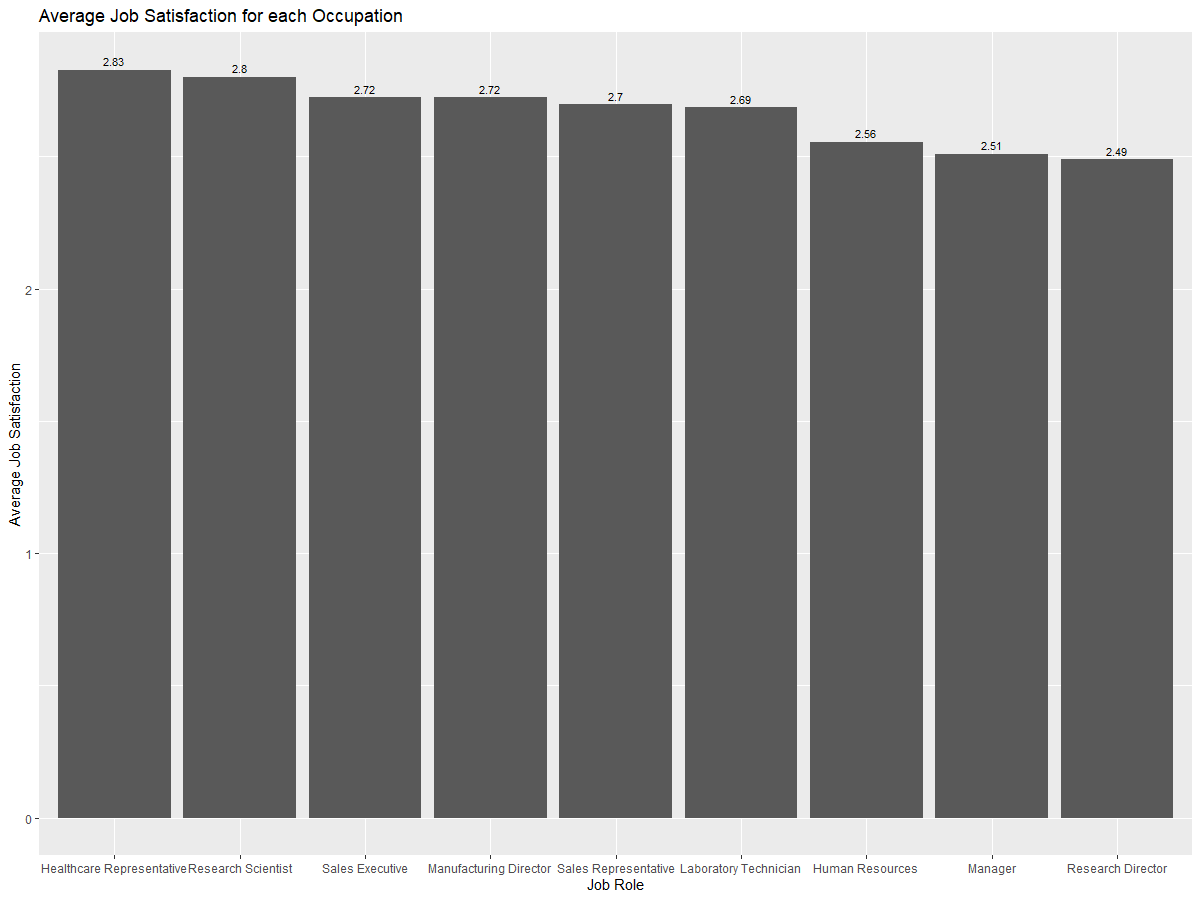 Average Job Satisfaction for each Occupation
2.83
2.8
2.72
2.72
2.7
2.69
2.56
2.51
2.49
2
1
0
Average Job Satisfaction
Healthcare Representative
Research Scientist
Sales Executive
Manufacturing Director
Sales Representative
Laboratory Technician
Human Resources
Manager
Research Director
Job Role